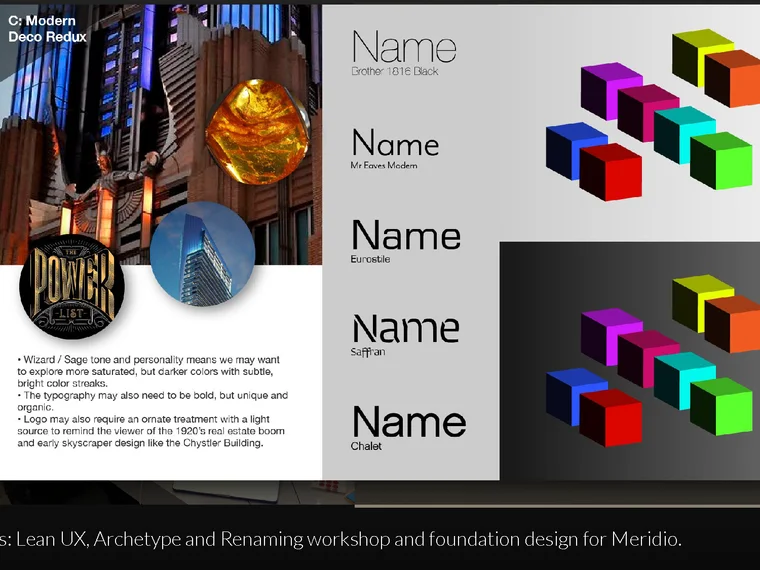 C: Modern
Deco Redux
THE
POWER
LIST
• Wizard / Sage tone and personality means we may want
to explore more saturated, but darker colors with subtle,
bright color streaks.
• The typography may also need to be bold, but unique and
organic.
• Logo may also require an ornate treatment with a light
source to remind the viewer of the 1920's real estate boom
and early skyscraper design like the Chystler Building.
Name
Brother 1816 Black
Name
Mr Eaves Modern
Name
Eurostile
Name
Saffran
Name
Chalet
s: Lean UX, Archetype and Renaming workshop and foundation design for Meridio.